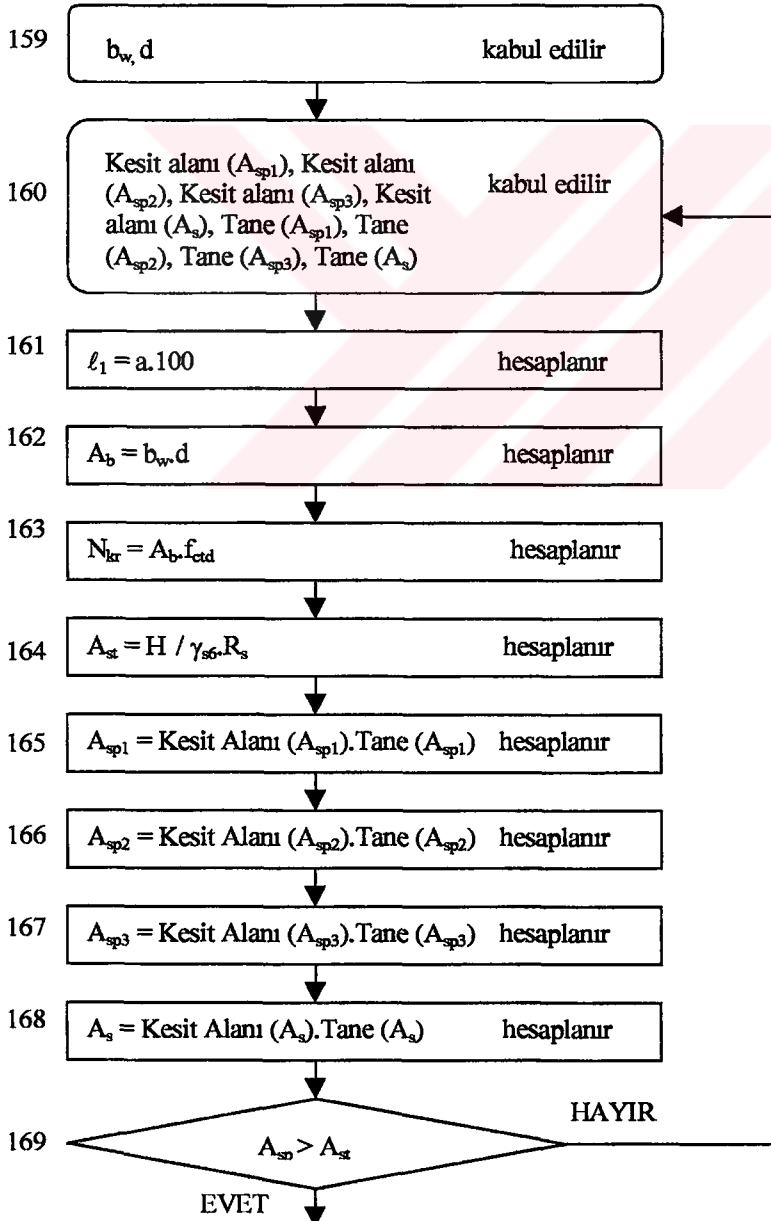 159
b_w, d kabul edilir
160
Kesit alanı (A_sp1), Kesit alanı
(A_sp2), Kesit alanı (A_sp3), Kesit
alanı (A_s), Tane (A_sp1), Tane
(A_sp2), Tane (A_sp3), Tane (A_s)
kabul edilir
161
ℓ_1 = a.100 hesaplanır
162
A_b = b_w.d hesaplanır
163
N_kr = A_b.f_ctd hesaplanır
164
A_st = H / γ_s6.R_s hesaplanır
165
A_sp1 = Kesit Alanı (A_sp1).Tane (A_sp1) hesaplanır
166
A_sp2 = Kesit Alanı (A_sp2).Tane (A_sp2) hesaplanır
167
A_sp3 = Kesit Alanı (A_sp3).Tane (A_sp3) hesaplanır
168
A_s = Kesit Alanı (A_s).Tane (A_s) hesaplanır
HAYIR
169
A_sp > A_st
EVET